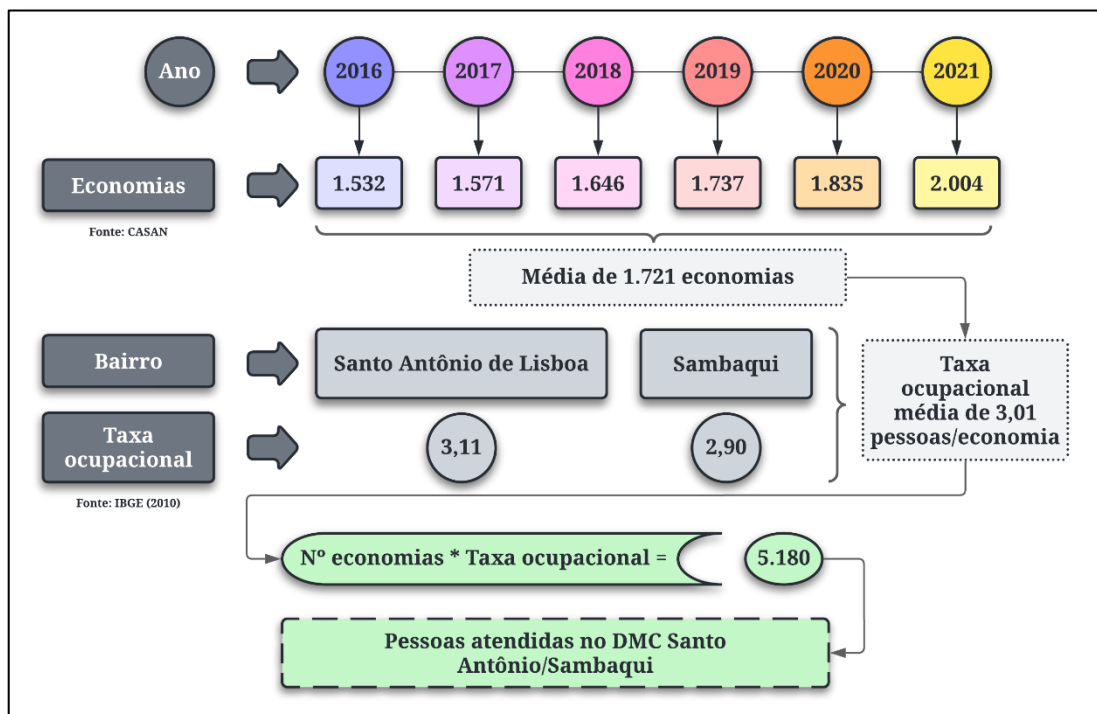 Ano
2016
2017
2018
2019
2020
2021
Economias
1.532
1.571
1.646
1.737
1.835
2.004
Fonte: CASAN
Média de 1.721 economias
Bairro
Santo Antônio de Lisboa
Sambaqui
Taxa
ocupacional
média de 3,01
pessoas/economia
Taxa
ocupacional
3,11
2,90
Fonte: IBGE (2010)
Nº economias * Taxa ocupacional =
5.180
Pessoas atendidas no DMC Santo
Antônio/Sambaqui